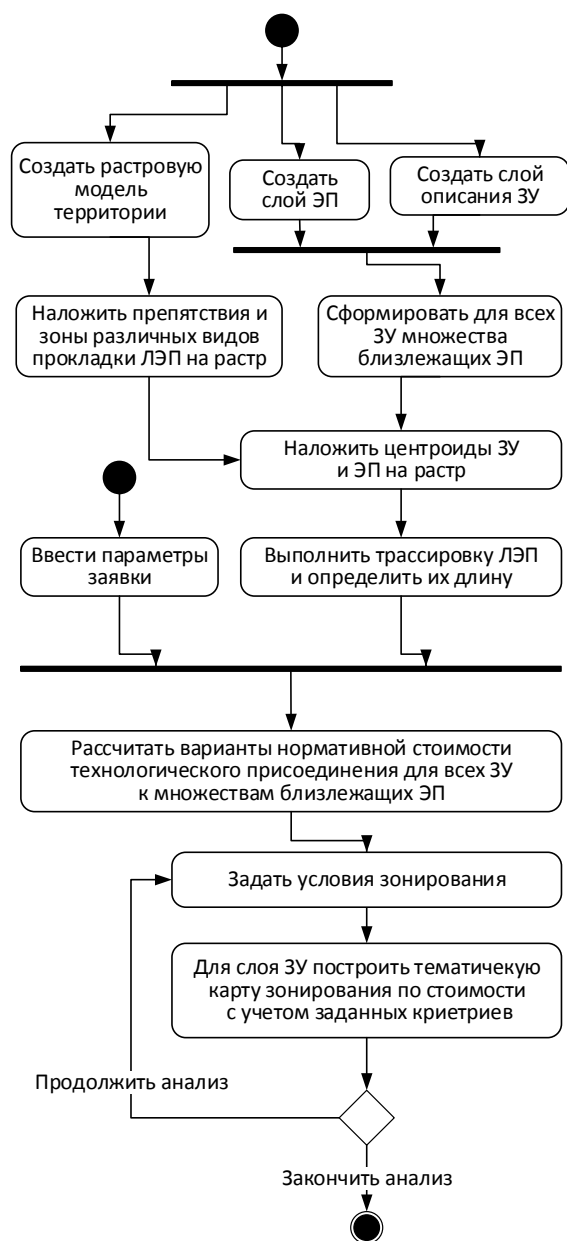 Создать растровую
модель
территории
Создать
слой ЭП
Создать слой
описания ЗУ
Наложить препятствия и
зоны различных видов
прокладки ЛЭП на растр
Сформировать для всех
ЗУ множества
близлежащих ЭП
Наложить центроиды ЗУ
и ЭП на растр
Ввести параметры
заявки
Выполнить трассировку ЛЭП
и определить их длину
Рассчитать варианты нормативной стоимости
технологического присоединения для всех ЗУ
к множествам близлежащих ЭП
Задать условия зонирования
Для слоя ЗУ построить тематичекую
карту зонирования по стоимости
с учетом заданных криетриев
Продолжить анализ
Закончить анализ